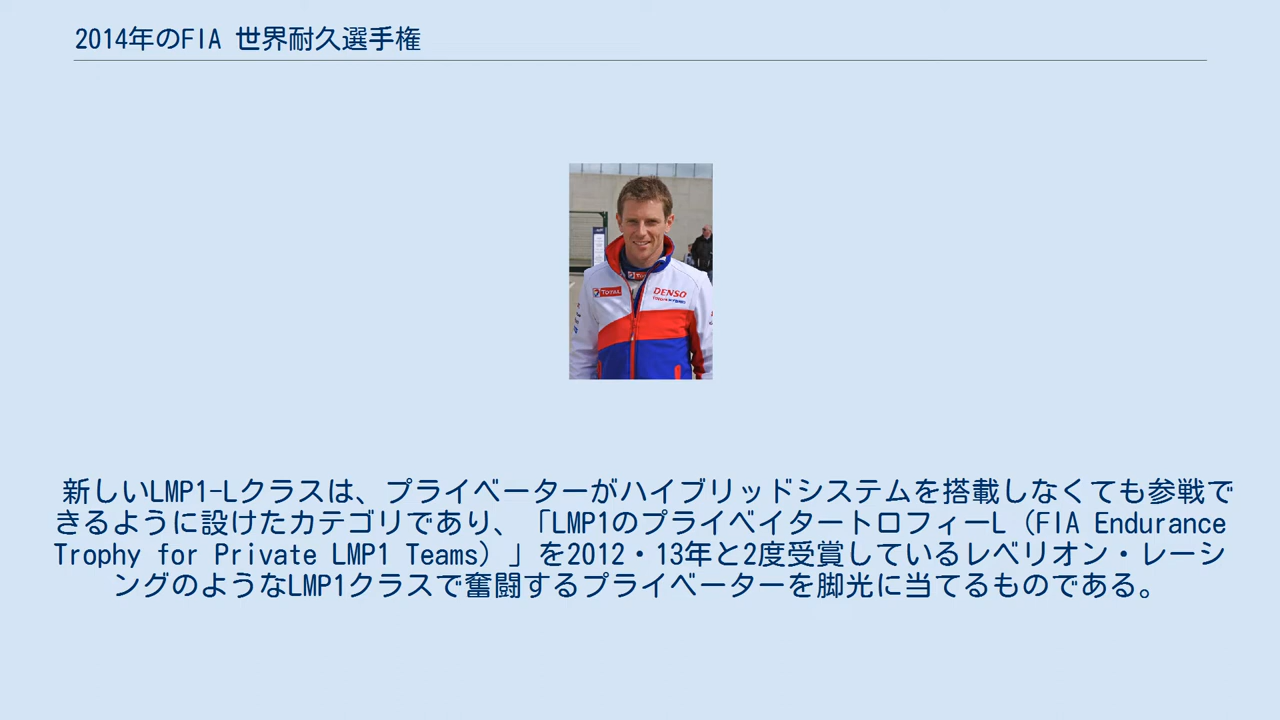 2014年のFIA 世界耐久選手権
TOTAL
DENSO
新しいLMP1-Lクラスは、プライベーターがハイブリッドシステムを搭載しなくても参戦で
きるように設けたカテゴリであり、「LMP1のプライベイタートロフィーL（FIA Endurance
Trophy for Private LMP1 Teams）」を2012・13年と2度受賞しているレベリオン・レーシ
ングのようなLMP1クラスで奮闘するプライベーターを脚光に当てるものである。